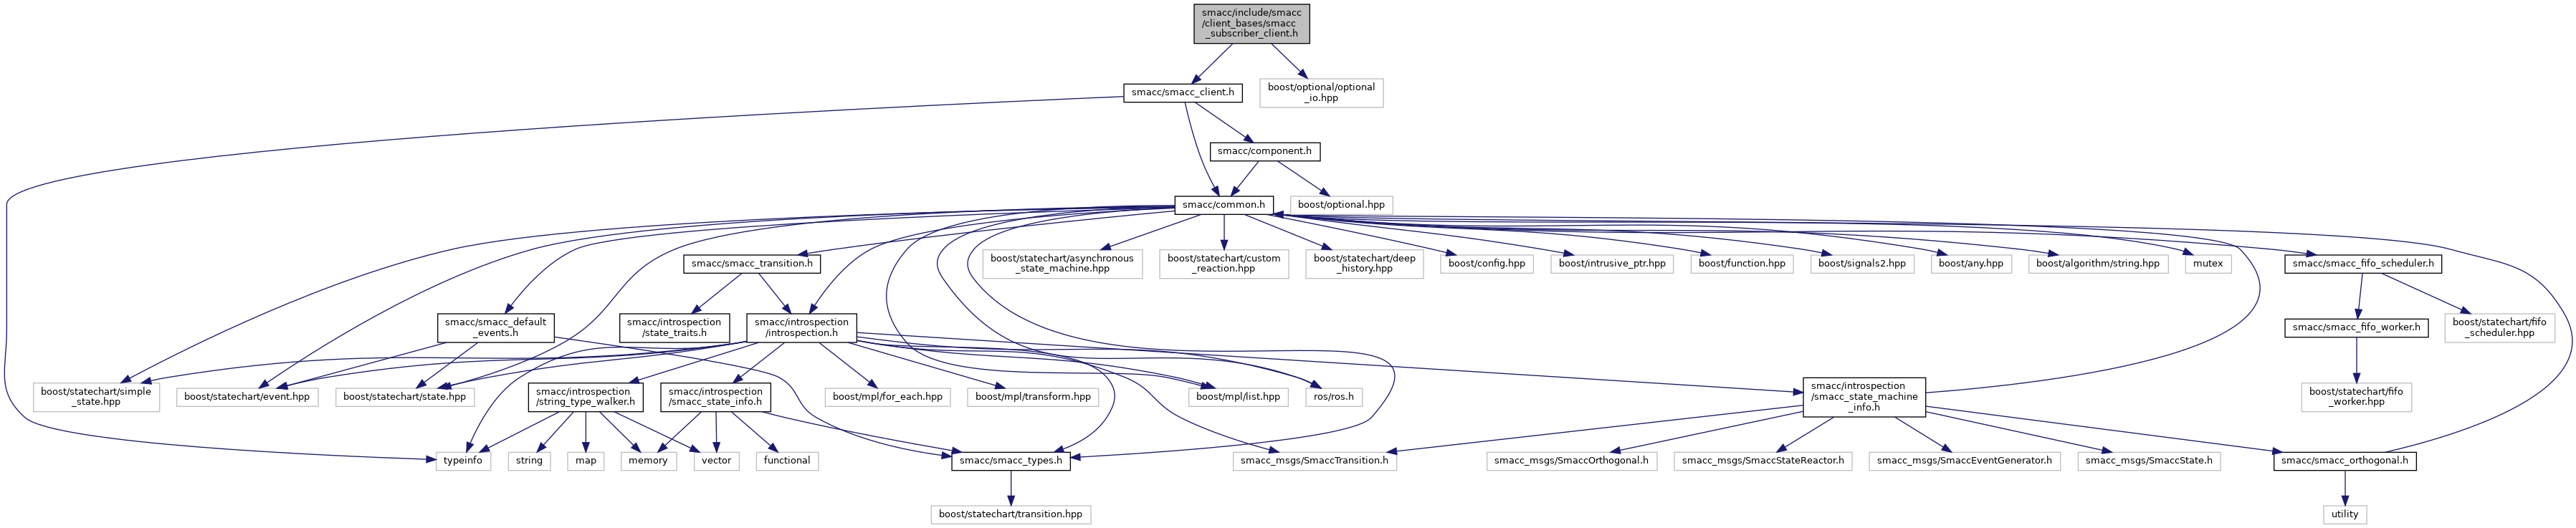 smacc/include/smacc
/client_bases/smacc
_subscriber_client.h
smacc/smacc_client.h
boost/optional/optional
_io.hpp
smacc/component.h
smacc/common.h
boost/optional.hpp
smacc/smacc_transition.h
boost/statechart/asynchronous
_state_machine.hpp
boost/statechart/custom
_reaction.hpp
boost/statechart/deep
_history.hpp
boost/config.hpp
boost/intrusive_ptr.hpp
boost/function.hpp
boost/signals2.hpp
boost/any.hpp
boost/algorithm/string.hpp
mutex
smacc/smacc_fifo_scheduler.h
smacc/smacc_default
_events.h
smacc/introspection
/state_traits.h
smacc/introspection
/introspection.h
smacc/smacc_fifo_worker.h
boost/statechart/fifo
_scheduler.hpp
boost/statechart/simple
_state.hpp
boost/statechart/event.hpp
boost/statechart/state.hpp
smacc/introspection
/string_type_walker.h
smacc/introspection
/smacc_state_info.h
boost/mpl/for_each.hpp
boost/mpl/transform.hpp
boost/mpl/list.hpp
ros/ros.h
smacc/introspection
/smacc_state_machine
_info.h
boost/statechart/fifo
_worker.hpp
typeinfo
string
map
memory
vector
functional
smacc/smacc_types.h
smacc_msgs/SmaccTransition.h
smacc_msgs/SmaccOrthogonal.h
smacc_msgs/SmaccStateReactor.h
smacc_msgs/SmaccEventGenerator.h
smacc_msgs/SmaccState.h
smacc/smacc_orthogonal.h
boost/statechart/transition.hpp
utility